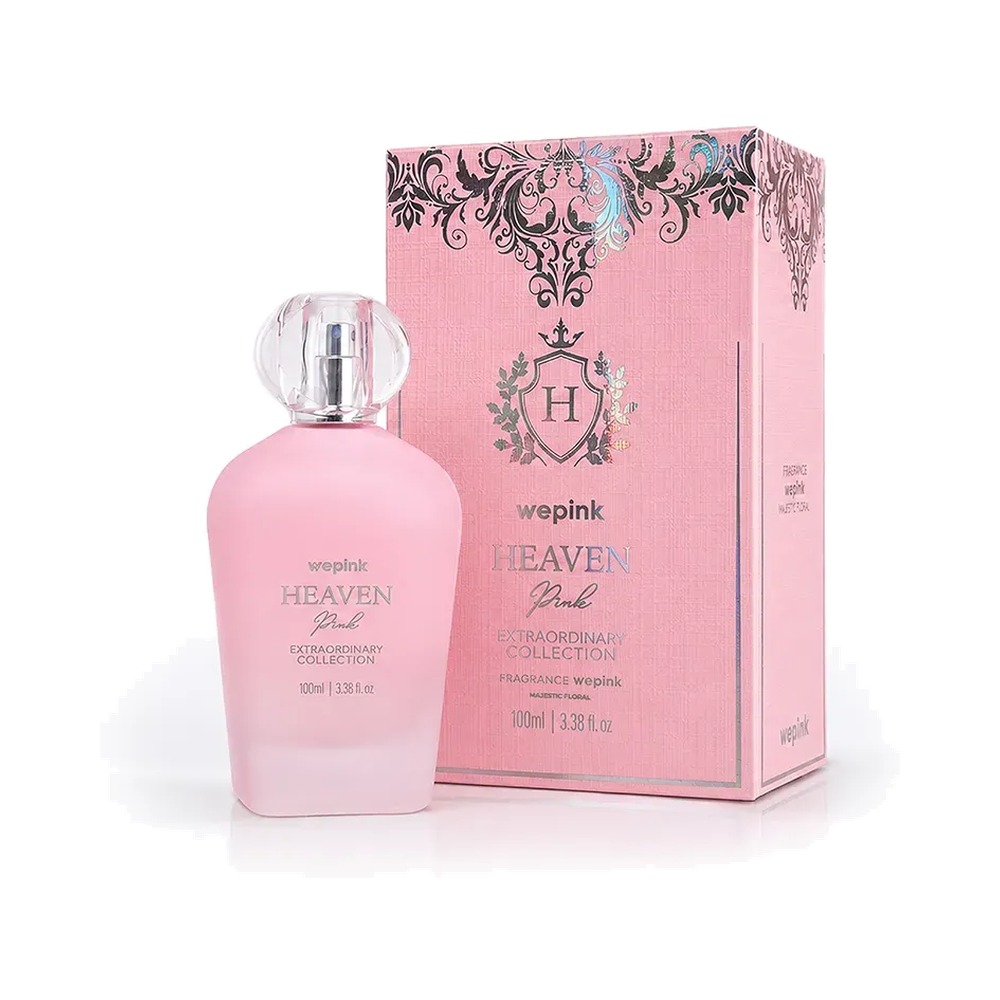 wepink
HEAVEN
Pink
EXTRAORDINARY
COLLECTION
100ml | 3.38 fl. oz
H
wepink
HEAVEN
Pink
EXTRAORDINARY
COLLECTION
FRAGRANCE wepink
MAJESTIC FLORAL
100ml | 3.38 fl. oz
FRAGRANCE
wepink
MAJESTIC FLORAL
wepink